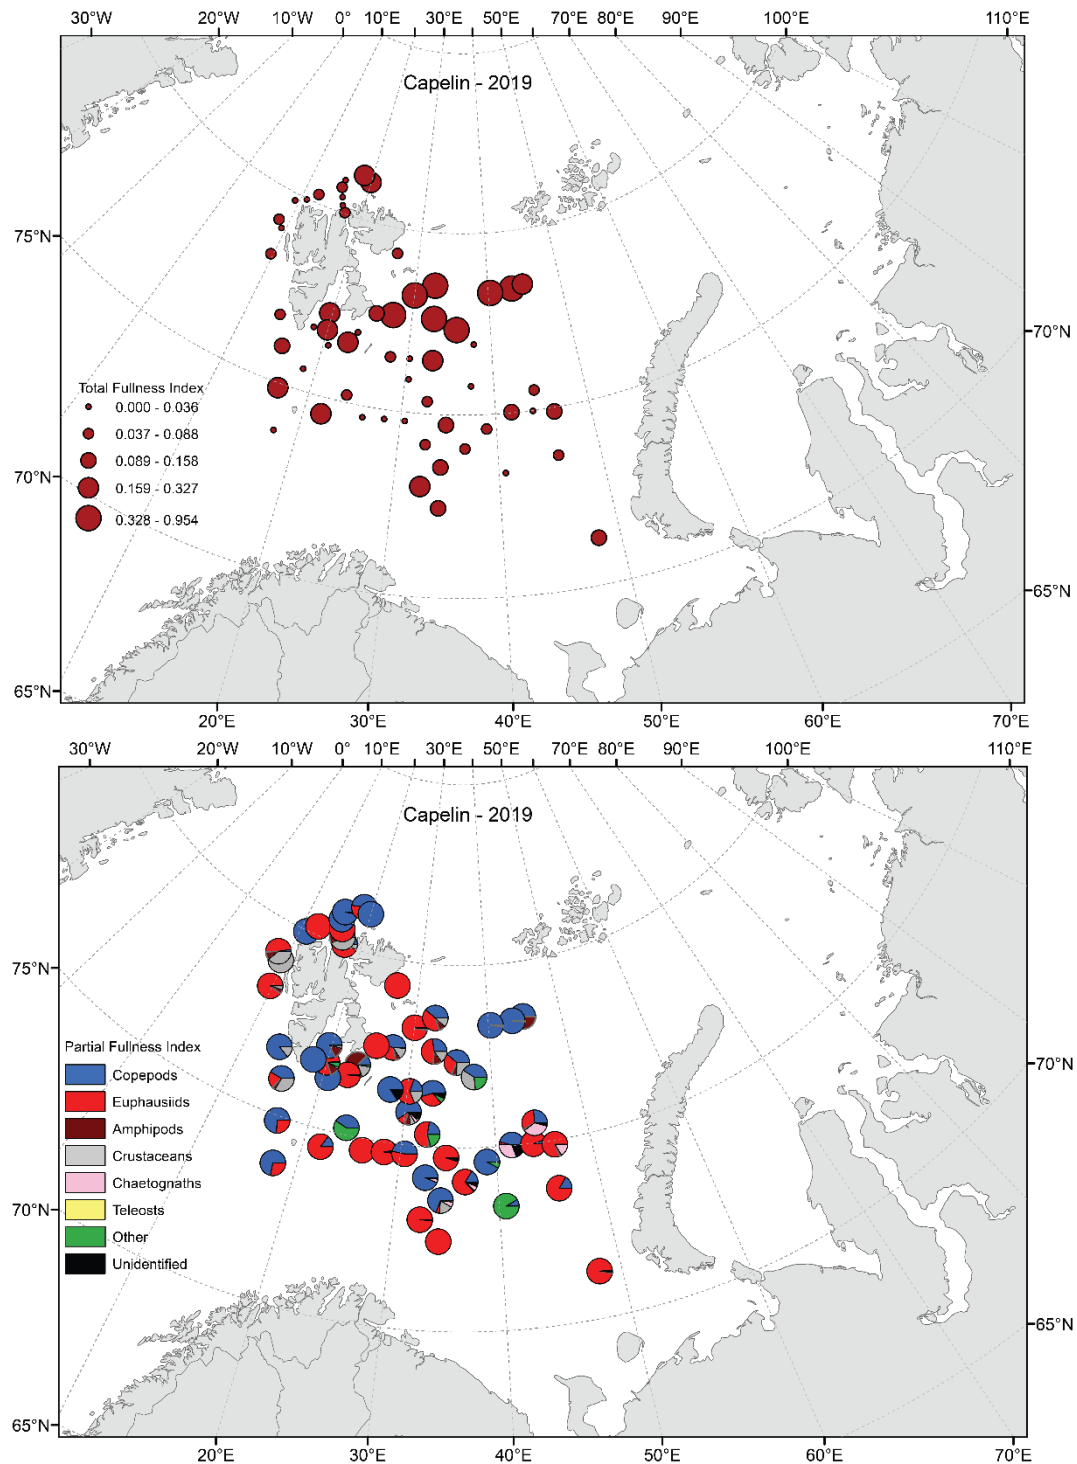 30°W 20°W 10°W 0° 10°E 30°E 50°E 70°E 80°E 90°E 100°E 110°E
Capelin - 2019
75°N
70°N
Total Fullness Index
0.000 - 0.036
0.037 - 0.088
0.089 - 0.158
0.159 - 0.327
0.328 - 0.954
70°N
65°N
65°N
20°E 30°E 40°E 50°E 60°E 70°E
30°W 20°W 10°W 0° 10°E 30°E 50°E 70°E 80°E 90°E 100°E 110°E
Capelin - 2019
75°N
Partial Fullness Index
70°N
Copepods
Euphausiids
Amphipods
Crustaceans
Chaetognaths
Teleosts
70°N
Other
Unidentified
65°N
65°N
20°E 30°E 40°E 50°E 60°E 70°E